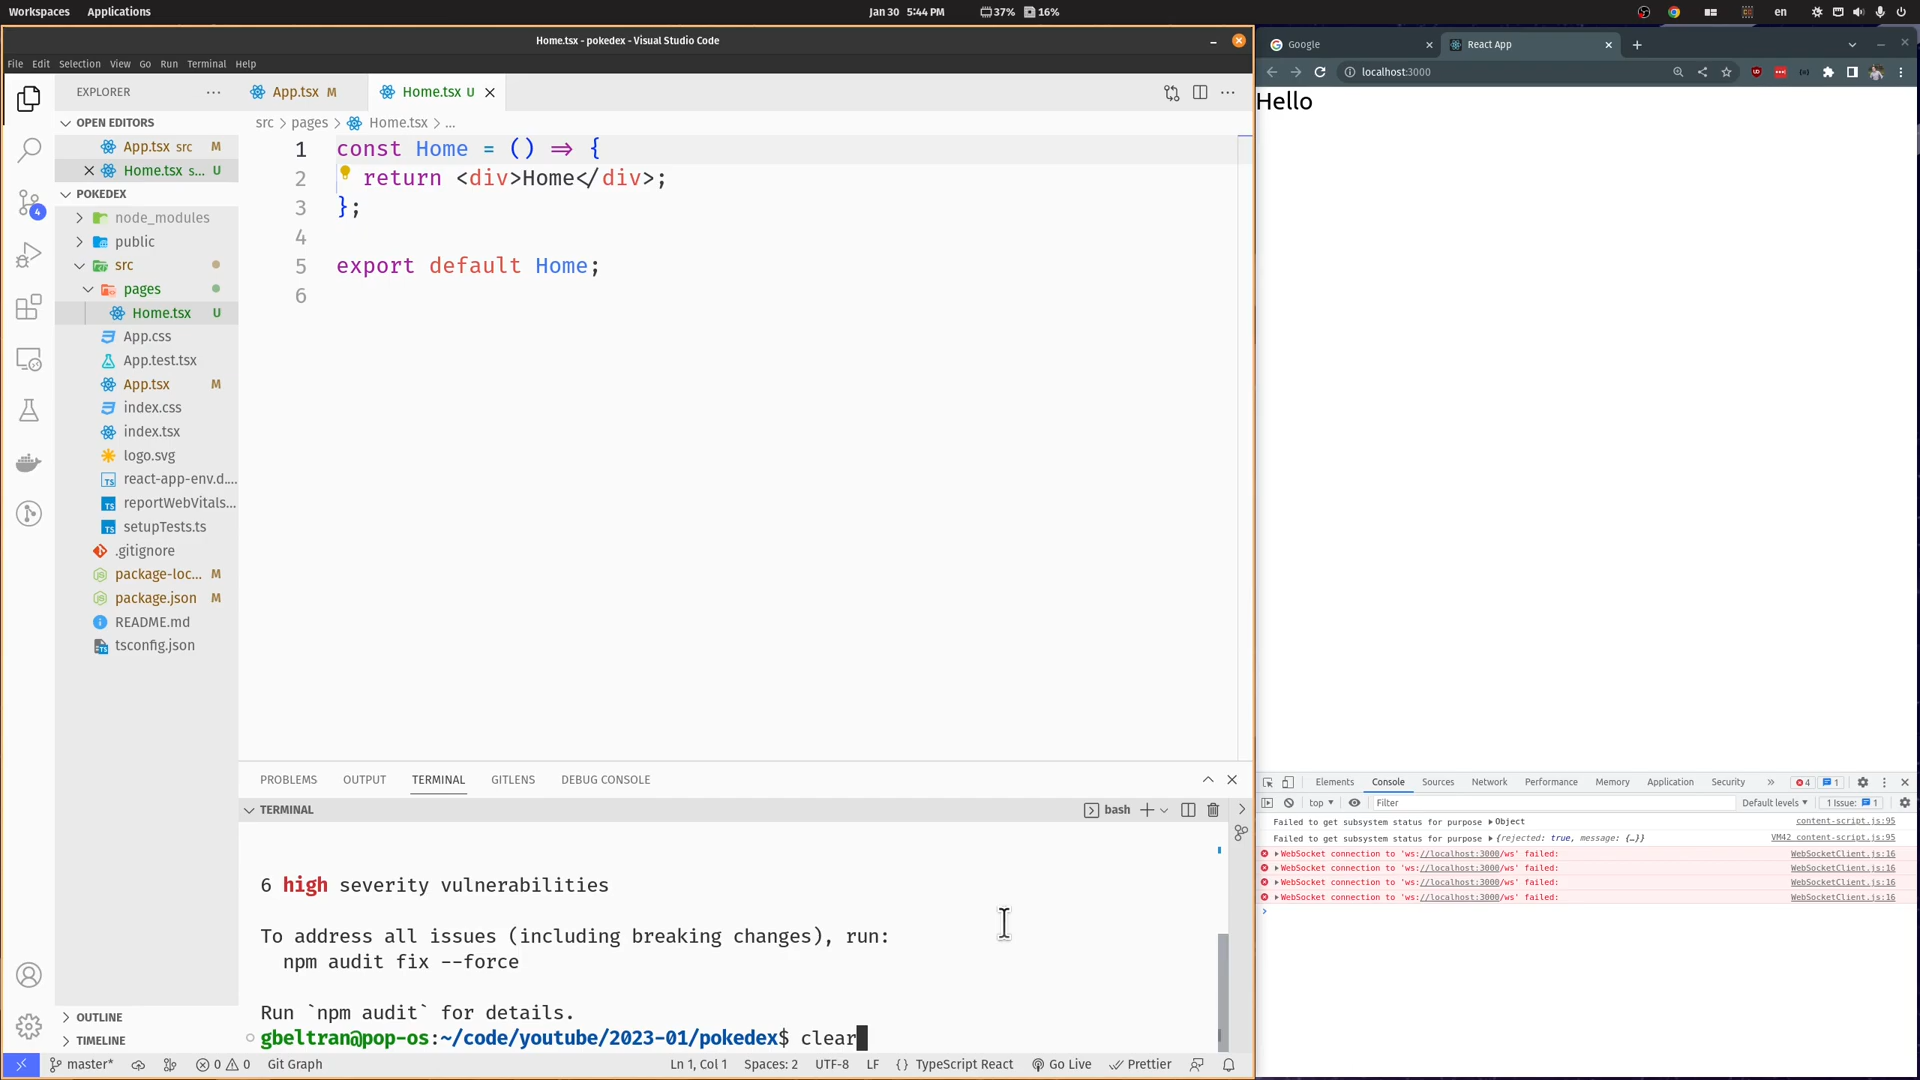 Workspaces Applications Jan 30 5:44 PM 37% 16% en
Home.tsx - pokedex - Visual Studio Code
File Edit Selection View Go Run Terminal Help
EXPLORER
App.tsx M
Home.tsx U
src > pages > Home.tsx > ...
OPEN EDITORS
App.tsx src M
Home.tsx s... U
POKEDEX
node_modules
public
src
pages
Home.tsx U
App.css
App.test.tsx
App.tsx M
index.css
index.tsx
logo.svg
react-app-env.d....
reportWebVitals...
setupTests.ts
.gitignore
package-loc... M
package.json M
README.md
tsconfig.json
OUTLINE
TIMELINE
4
1 const Home = () => {
2 return <div>Home</div>;
3 };
4
5 export default Home;
6
PROBLEMS OUTPUT TERMINAL GITLENS DEBUG CONSOLE
TERMINAL
bash
6 high severity vulnerabilities
To address all issues (including breaking changes), run:
npm audit fix --force
Run `npm audit` for details.
gbeltran@pop-os:~/code/youtube/2023-01/pokedex$ clear
master* 0 0 Git Graph Ln 1, Col 1 Spaces: 2 UTF-8 LF {} TypeScript React Go Live Prettier
Google
React App
localhost:3000
Hello
Elements Console Sources Network Performance Memory Application Security » 4 1
top Filter Default levels 1 Issue: 1
Failed to get subsystem status for purpose Object content-script.js:95
Failed to get subsystem status for purpose {rejected: true, message: {…}} VM42 content-script.js:95
WebSocket connection to 'ws://localhost:3000/ws' failed: WebSocketClient.js:16
WebSocket connection to 'ws://localhost:3000/ws' failed: WebSocketClient.js:16
WebSocket connection to 'ws://localhost:3000/ws' failed: WebSocketClient.js:16
WebSocket connection to 'ws://localhost:3000/ws' failed: WebSocketClient.js:16